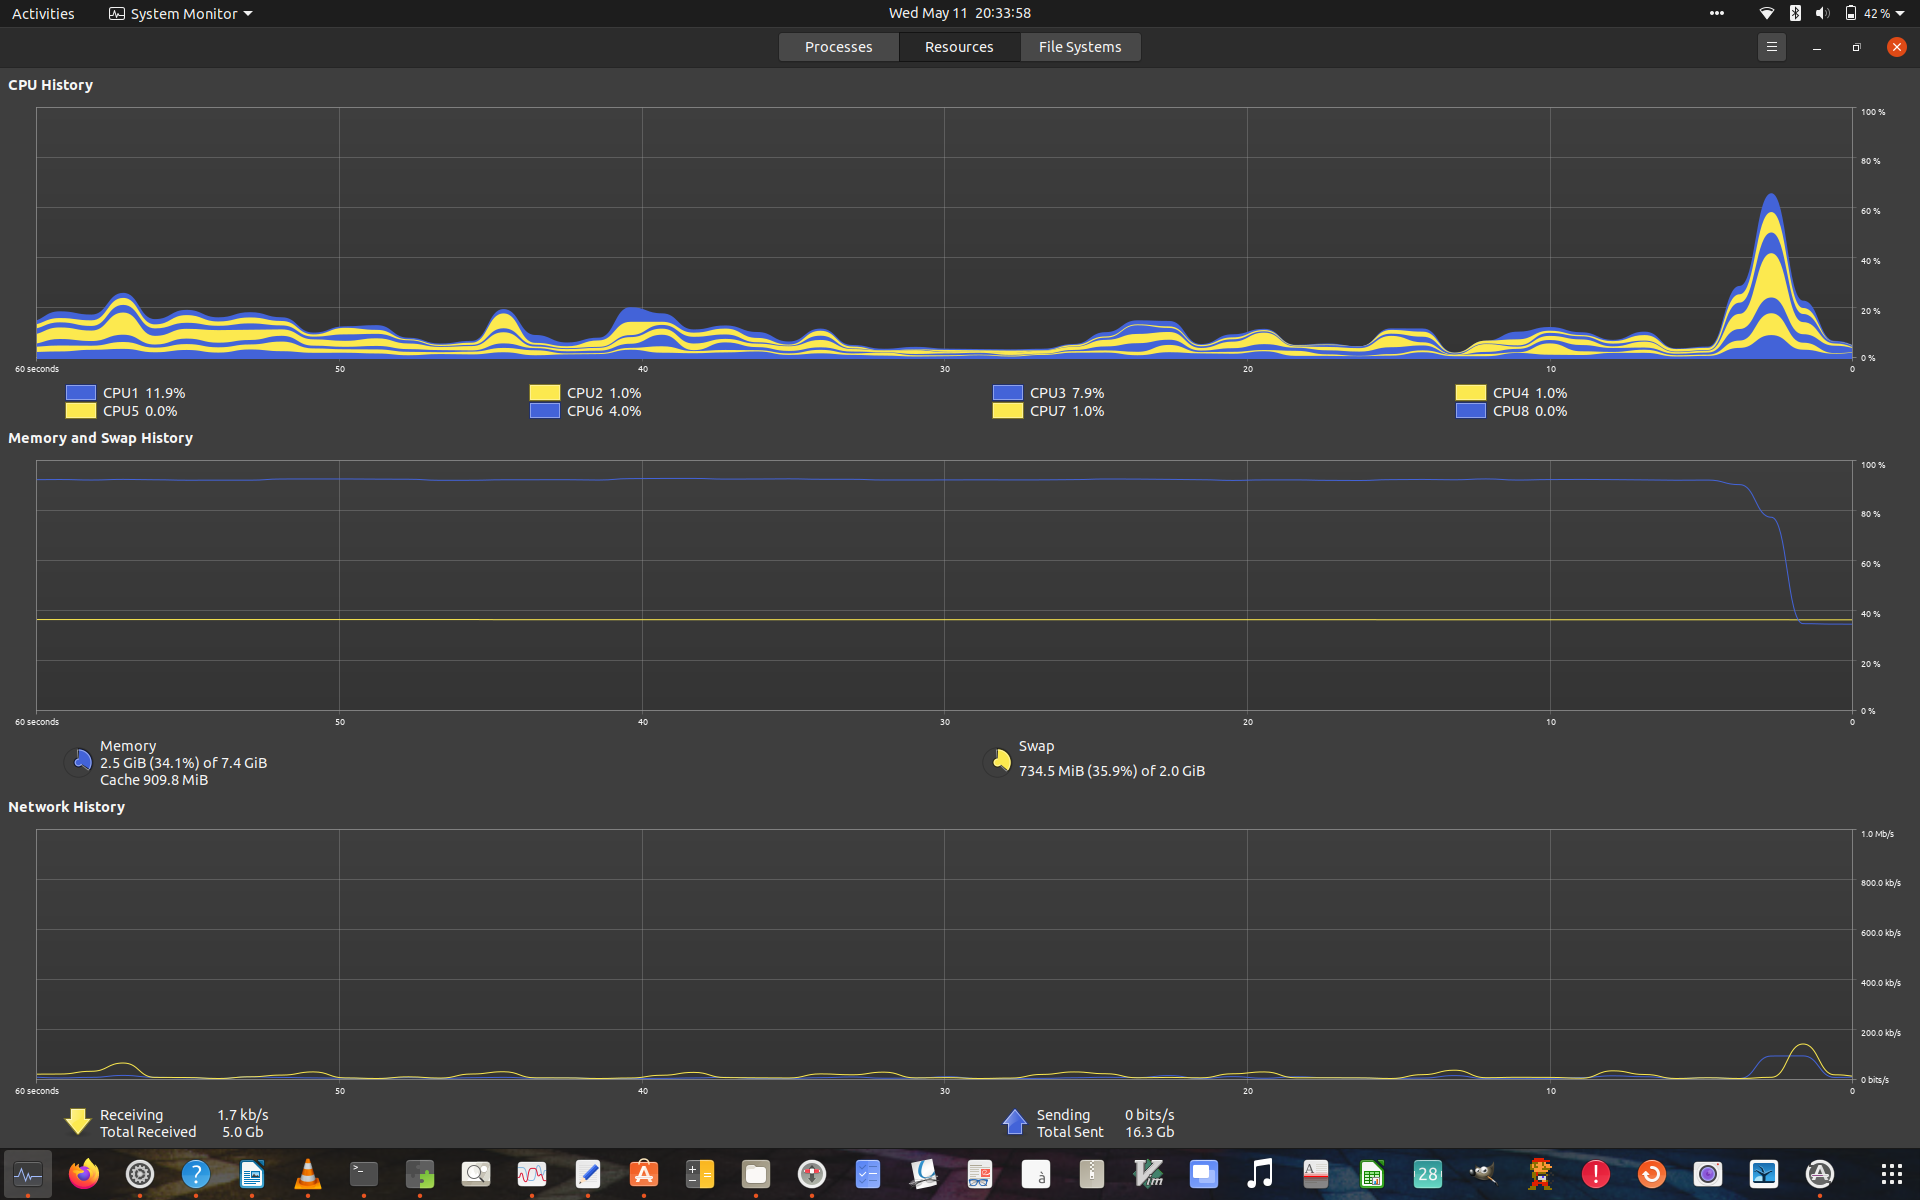 Activities System Monitor Wed May 11 20:33:58 42 %
Processes Resources File Systems
CPU History
100 %
80 %
60 %
40 %
20 %
0 %
60 seconds 50 40 30 20 10 0
CPU1 11.9% CPU2 1.0% CPU3 7.9% CPU4 1.0%
CPU5 0.0% CPU6 4.0% CPU7 1.0% CPU8 0.0%
Memory and Swap History
100 %
80 %
60 %
40 %
20 %
0 %
60 seconds 50 40 30 20 10 0
Memory
2.5 GiB (34.1%) of 7.4 GiB
Cache 909.8 MiB
Swap
734.5 MiB (35.9%) of 2.0 GiB
Network History
1.0 Mb/s
800.0 kb/s
600.0 kb/s
400.0 kb/s
200.0 kb/s
0 bits/s
60 seconds 50 40 30 20 10 0
Receiving 1.7 kb/s
Total Received 5.0 Gb
Sending 0 bits/s
Total Sent 16.3 Gb
? >_ à Vim A 28 !